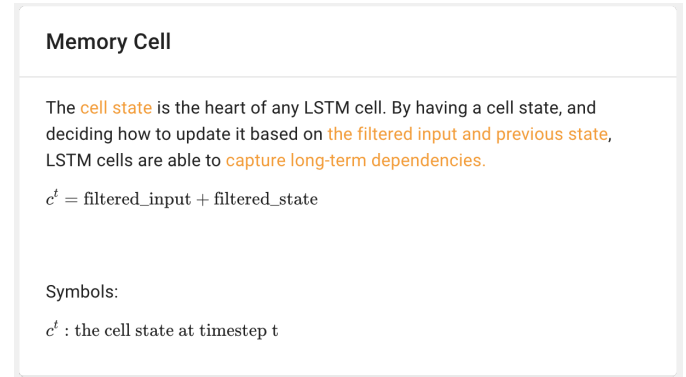 Memory Cell
The cell state is the heart of any LSTM cell. By having a cell state, and
deciding how to update it based on the filtered input and previous state,
LSTM cells are able to capture long-term dependencies.
cᵗ = filtered_input + filtered_state
Symbols:
cᵗ : the cell state at timestep t